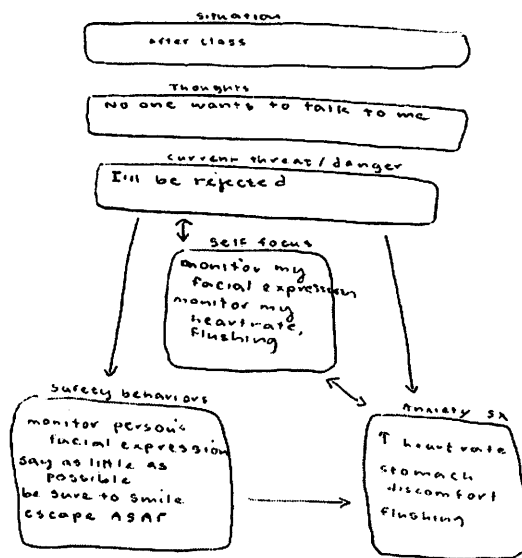 Situation
after class
Thoughts
No one wants to talk to me
Current threat/danger
I'll be rejected
Self focus
monitor my
facial expression
monitor my
heartrate,
flushing
Safety behaviors
monitor person's
facial expression
say as little as
possible
be sure to smile
escape ASAP
Anxiety SX
↑ heartrate
stomach
discomfort
flushing